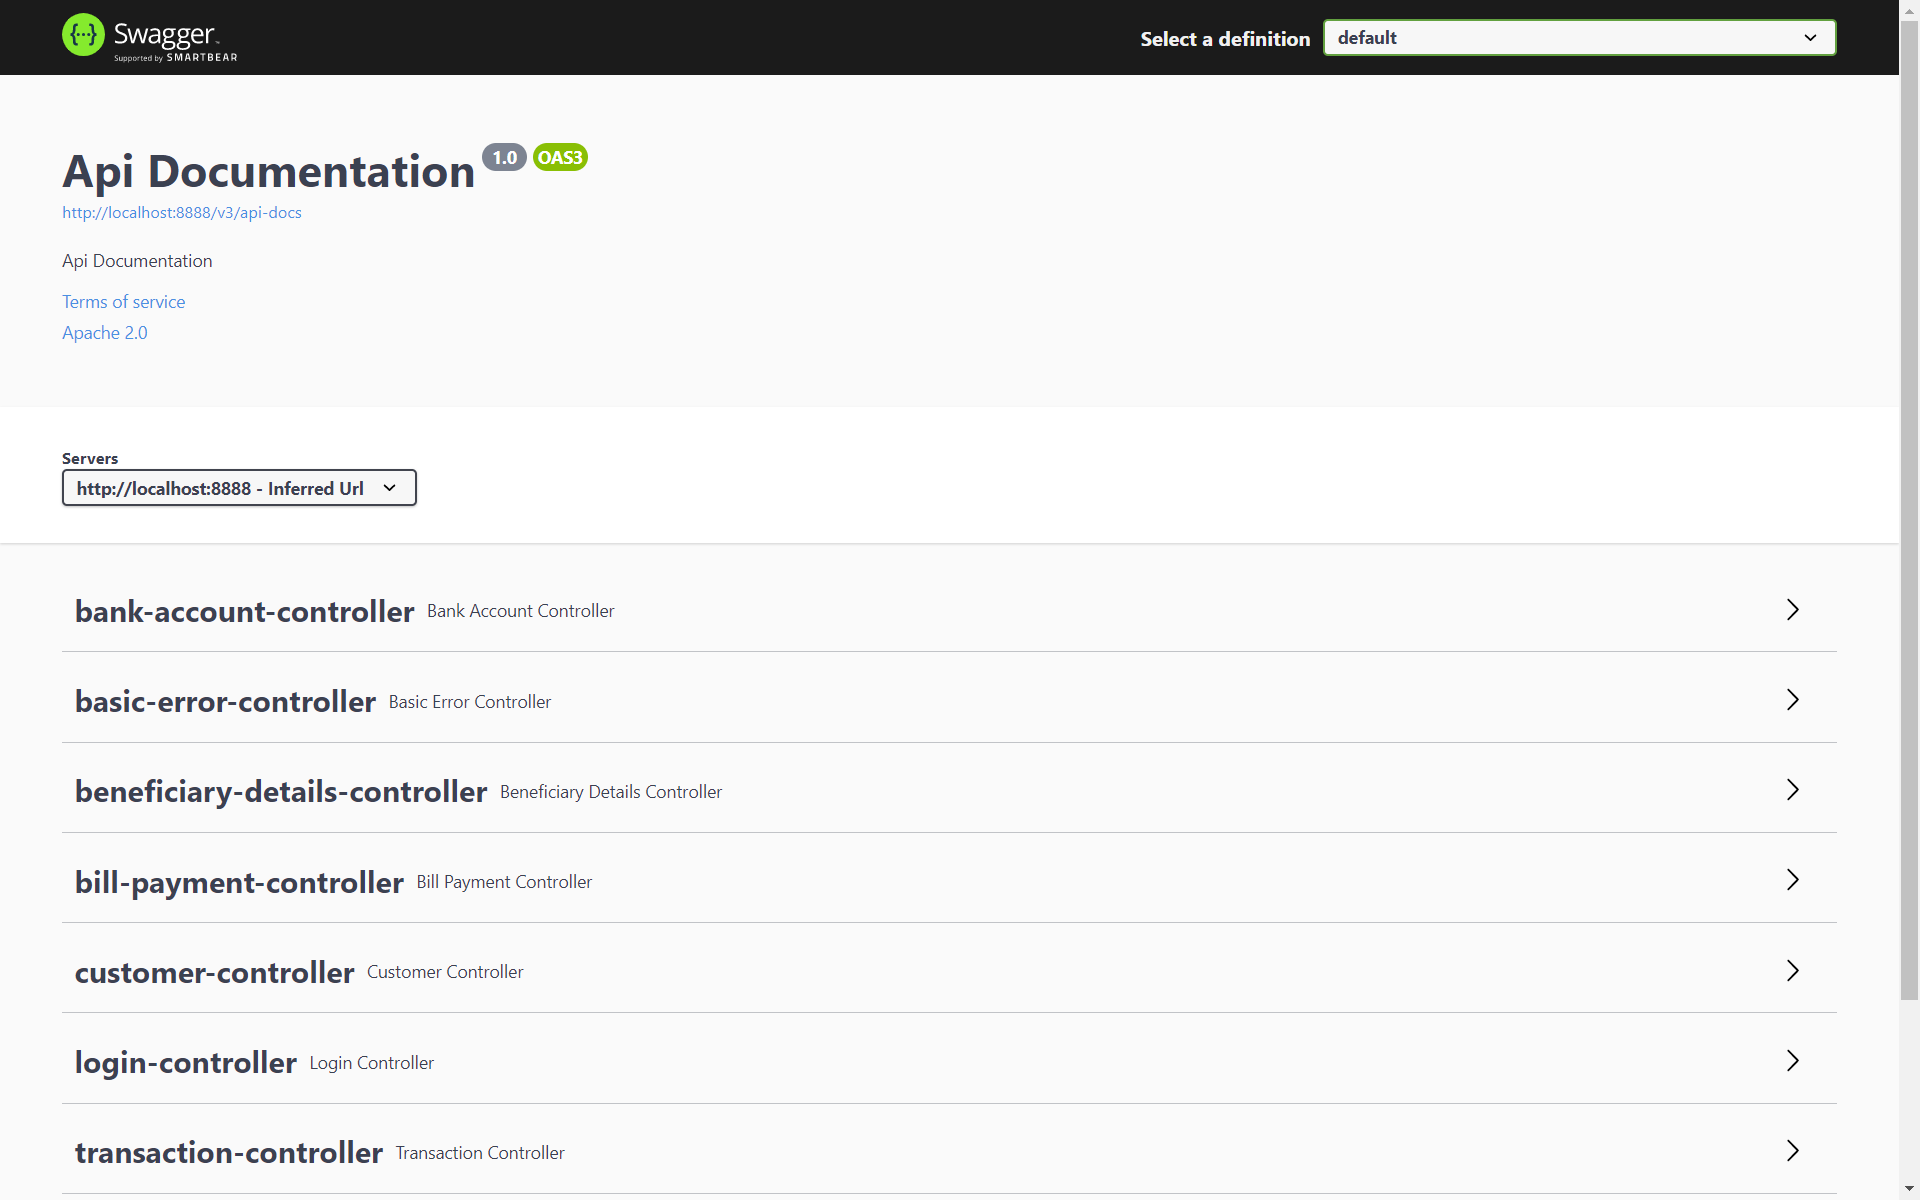 {···} Swagger™
Supported by SMARTBEAR
Select a definition
default
Api Documentation 1.0 OAS3
http://localhost:8888/v3/api-docs
Api Documentation
Terms of service
Apache 2.0
Servers
http://localhost:8888 - Inferred Url
bank-account-controller Bank Account Controller
basic-error-controller Basic Error Controller
beneficiary-details-controller Beneficiary Details Controller
bill-payment-controller Bill Payment Controller
customer-controller Customer Controller
login-controller Login Controller
transaction-controller Transaction Controller